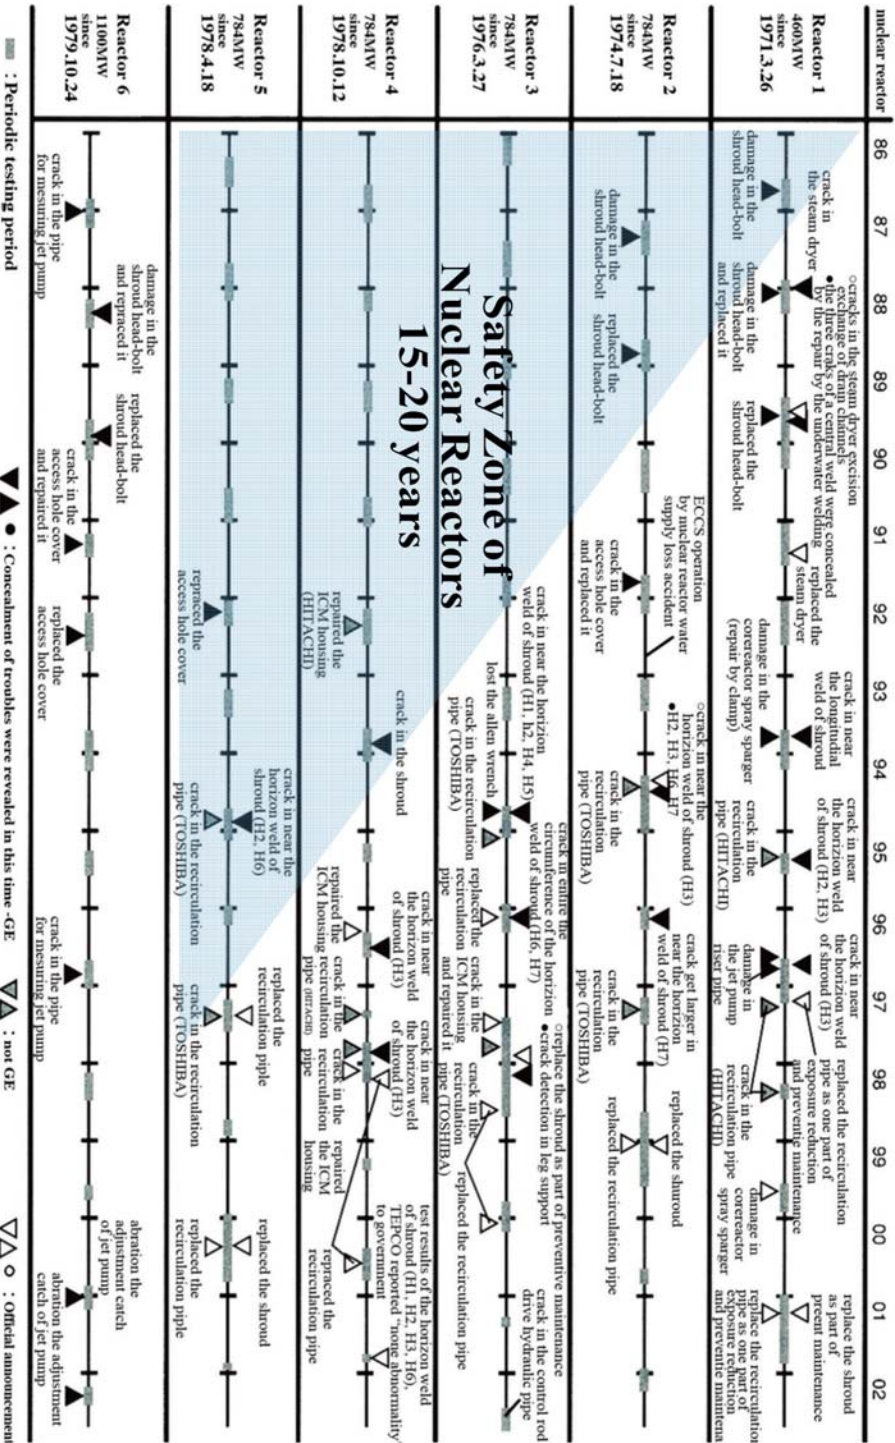 nuclear reactor
86
87
88
89
90
91
92
93
94
95
96
97
98
99
00
01
02
Reactor 1
460MW
since
1971.3.26
crack in
the steam dryer
○cracks in the steam dryer excision
exchange of drain channels
●the three craks of a central weld were concealed
by the repair by the underwater welding
replaced the
steam dryer
crack in near
the longitudial
weld of shroud
crack in near
the horizion weld
of shroud (H2, H3)
crack in near
the horizion weld
of shroud (H3)
replaced the recirculation
pipe as one part of
exposure reduction
and preventie maintenance
replace the shroud
as part of
preent maintenance
damage in the
shroud head-bolt
damage in the
shroud head-bolt
and replaced it
replaced the
shroud head-bolt
damage in the
corereactor spray sparger
(repair by clamp)
crack in the
recirculation
pipe (HITACHI)
damage in
the jet pump
riser pipe
crack in the
recirculation pipe
(HITACHI)
damage in
corereactor
spray sparger
replace the recirculation
pipe as one part of
exposure reduction
and preventie maintena
Reactor 2
784MW
since
1974.7.18
ECCS operation
by nuclear reactor water
supply loss accident
○crack in near the
horizion weld of shroud (H3)
●H2, H3, H6, H7
crack get larger in
near the horizion
weld of shroud (H7)
replaced the shuroud
damage in the
shroud head-bolt
replaced the
shroud head-bolt
crack in the
access hole cover
and replaced it
crack in the
recirculation
pipe (TOSHIBA)
crack in the
recirculation
pipe (TOSHIBA)
replaced the recirculation pipe
Reactor 3
784MW
since
1976.3.27
crack in near the horizion
weld of shroud (H1, h2, H4, H5)
crack in entire the
circumference of the horizion
weld of shroud (H6, H7)
○replace the shroud as part of preventive maintenance
●crack detection in leg support
crack in the control rod
drive hydraulic pipe
lost the allen wrench
crack in the recirculation
pipe (TOSHIBA)
replaced the
recirculation
pipe
crack in the
ICM housing
and repaired it
crack in the
recirculation
pipe (TOSHIBA)
replaced the recirculation pipe
Safety Zone of
Nuclear Reactors
15-20 years
Reactor 4
784MW
since
1978.10.12
crack in the shroud
crack in near
the horizon weld
of shroud (H3)
crack in near
the horizon weld
of shroud (H3)
test results of the horizon weld
of shroud (H1, H2, H3, H6),
TEPCO reported "none abnormality"
to government
repaired the
ICM housing
(HITACHI)
repaired the
ICM housing
crack in the
recirculation
pipe (HITACHI)
crack in the
recirculation
pipe
repaired
the ICM
housing
repraced the
recirculation pipe
Reactor 5
784MW
since
1978.4.18
crack in near the
horizon weld of
shroud (H2, H6)
replaced the
recirculation piple
replaced the shroud
repraced the
access hole cover
crack in the recirculation
pipe (TOSHIBA)
crack in the recirculation
pipe (TOSHIBA)
replaced the
recirculation piple
Reactor 6
1100MW
since
1979.10.24
damage in the
shroud head-bolt
and repraced it
replaced the
shroud head-bolt
abration the
adjustment catch
of jet pump
crack in the pipe
for mesuring jet pump
crack in the
access hole cover
and repaired it
replaced the
access hole cover
crack in the pipe
for mesuring jet pump
abration the adjustment
catch of jet pump
: Periodic testing period
▼▲ ● : Concealment of troubles were revealed in this time -GE
▼▲ : not GE
▽△ ○ : Official announcement